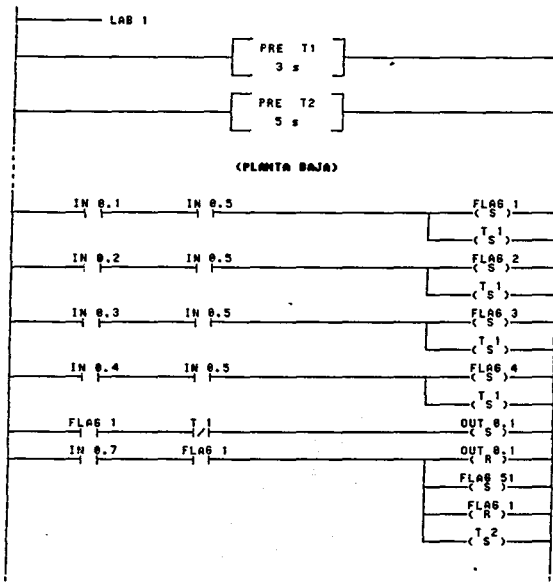 LAB 1
PRE T1
3 s
PRE T2
5 s
(PLANTA BAJA)
IN 0.1 IN 0.5 FLAG 1
S
T 1
S
IN 0.2 IN 0.5 FLAG 2
S
T 1
S
IN 0.3 IN 0.5 FLAG 3
S
T 1
S
IN 0.4 IN 0.5 FLAG 4
S
T 1
S
FLAG 1 T 1 OUT 0.1
S
IN 0.7 FLAG 1 OUT 0.1
R
FLAG 51
S
FLAG 1
R
T 2
S